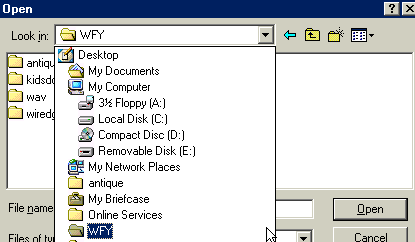 Open
Look in: WFY
Desktop
My Documents
My Computer
3½ Floppy (A:)
Local Disk (C:)
Compact Disc (D:)
Removable Disk (E:)
My Network Places
antique
My Briefcase
Online Services
WFY
antiqu
kidsdo
wav
wiredg
File name
Open
Files of typ
Cancel